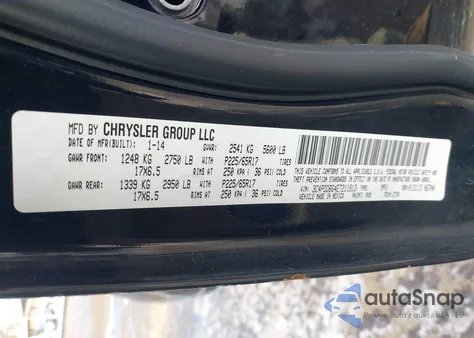 MFD BY CHRYSLER GROUP LLC
DATE OF MFR(BUILT): 1-14 GVWR: 2541 KG 5600 LB
GAWR FRONT: 1248 KG 2750 LB WITH P225/65R17 TIRES
17X6.5 RIMS AT 250 KPA ( 36 PSI) COLD
GAWR REAR: 1339 KG 2950 LB WITH P225/65R17 TIRES
17X6.5 RIMS AT 250 KPA ( 36 PSI) COLD
THIS VEHICLE CONFORMS TO ALL APPLICABLE U.S.A. FEDERAL MOTOR VEHICLE SAFETY AND
THEFT PREVENTION STANDARDS IN EFFECT ON THE DATE OF MANUFACTURE SHOWN ABOVE
VIN: TYPE: MPV
VEHICLE MADE IN MEXICO PAINT:
autoSnap